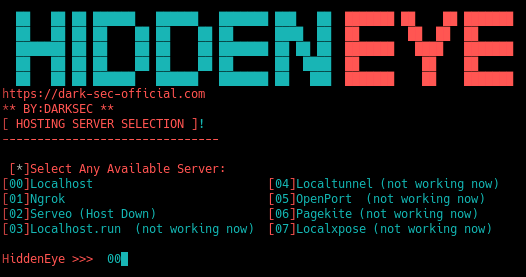 HIDDEN EYE
https://dark-sec-official.com
** BY:DARKSEC **
[ HOSTING SERVER SELECTION ]!
-------------------------------
[*]Select Any Available Server:
[00]Localhost [04]Localtunnel (not working now)
[01]Ngrok [05]OpenPort (not working now)
[02]Serveo (Host Down) [06]Pagekite (not working now)
[03]Localhost.run (not working now) [07]Localxpose (not working now)
HiddenEye >>> 00